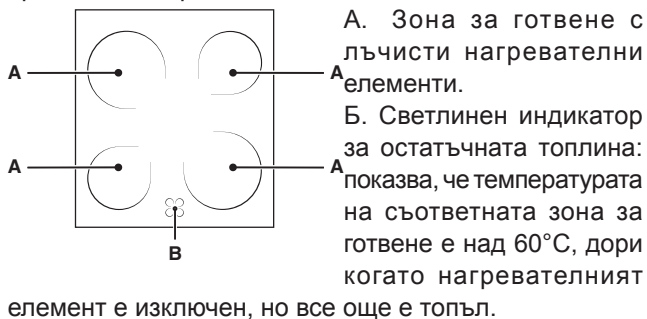 A. Зона за готвене с
лъчисти нагревателни
елементи.
Б. Светлинен индикатор
за остатъчната топлина:
показва, че температурата
на съответната зона за
готвене е над 60°C, дори
когато нагревателният
елемент е изключен, но все още е топъл.
A
A
A
A
B